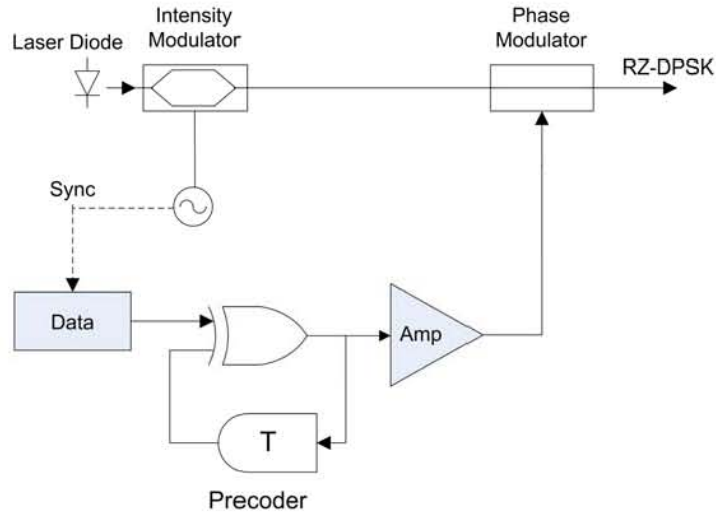 Intensity
Modulator
Phase
Modulator
Laser Diode
RZ-DPSK
Sync
Data
Amp
T
Precoder